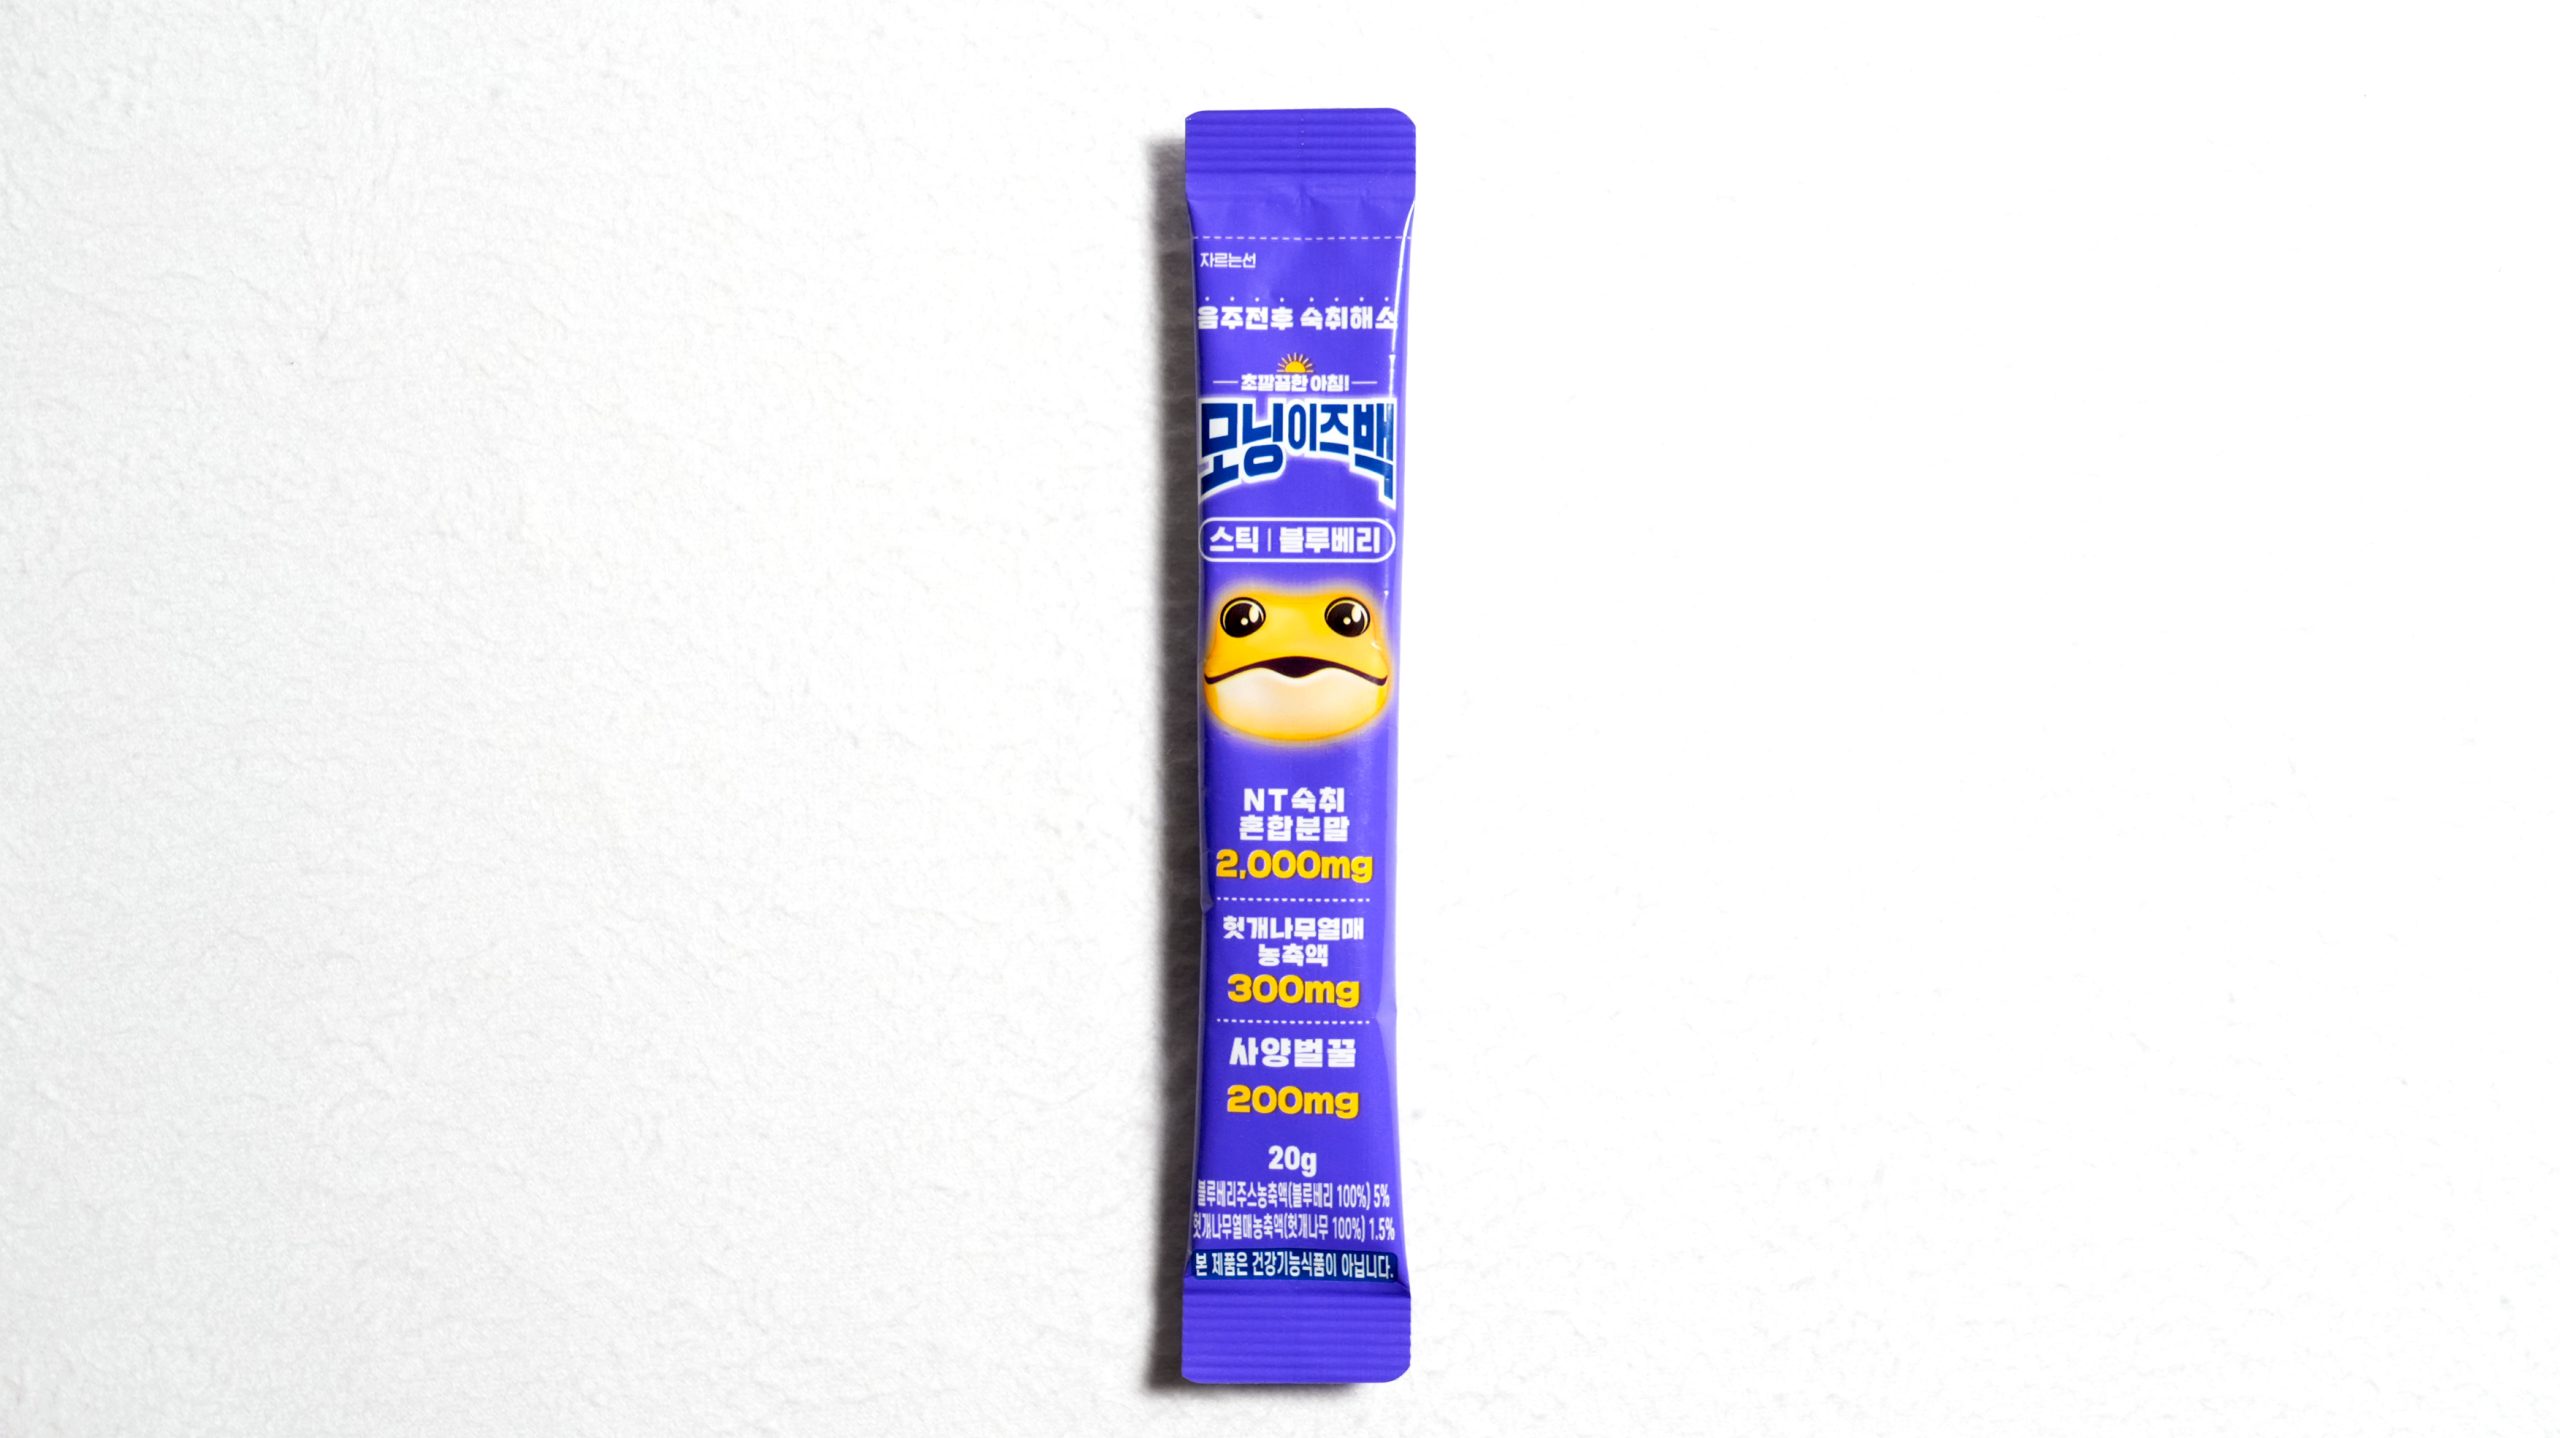 자르는선
음주전후 숙취해소
초깔끔한 아침!
모닝이즈백
스틱 | 블루베리
NT숙취
혼합분말
2,000mg
헛개나무열매
농축액
300mg
사양벌꿀
200mg
20g
블루베리주스농축액(블루베리 100%) 5%
헛개나무열매농축액(헛개나무 100%) 1.5%
본 제품은 건강기능식품이 아닙니다.